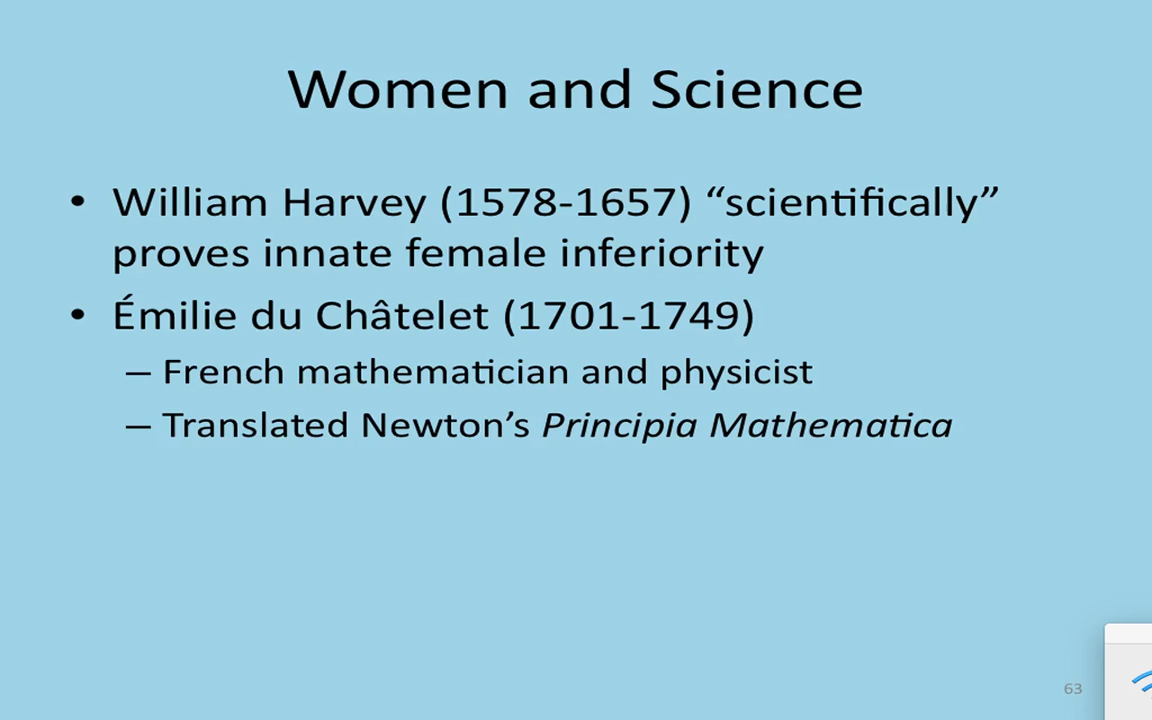 Women and Science
• William Harvey (1578-1657) “scientifically”
proves innate female inferiority
• Émilie du Châtelet (1701-1749)
– French mathematician and physicist
– Translated Newton’s Principia Mathematica
63